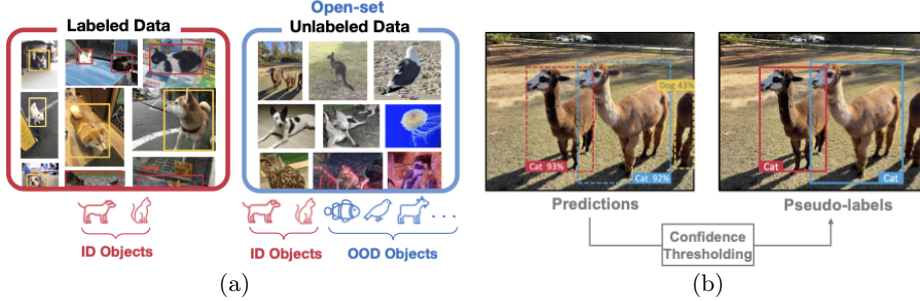 Labeled Data
Open-set
Unlabeled Data
ID Objects
ID Objects
OOD Objects
. . .
(a)
Dog 43%
Cat 93%
Cat 92%
Predictions
Cat
Cat
Pseudo-labels
Confidence
Thresholding
(b)